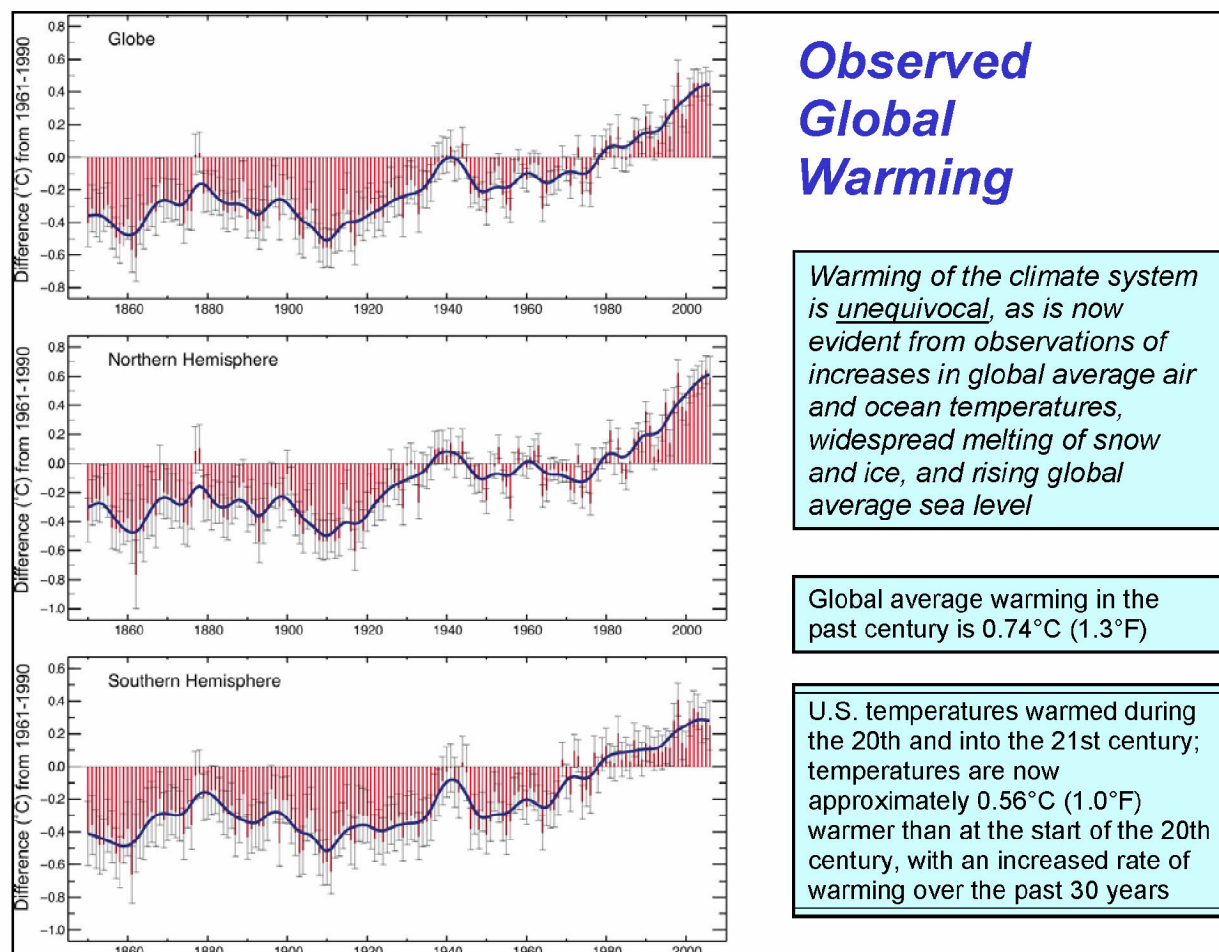 Observed
Global
Warming
Globe
Difference (°C) from 1961-1990
0.8
0.6
0.4
0.2
0.0
−0.2
−0.4
−0.6
−0.8
1860 1880 1900 1920 1940 1960 1980 2000
Northern Hemisphere
Difference (°C) from 1961-1990
0.8
0.6
0.4
0.2
0.0
−0.2
−0.4
−0.6
−0.8
−1.0
1860 1880 1900 1920 1940 1960 1980 2000
Southern Hemisphere
Difference (°C) from 1961-1990
0.6
0.4
0.2
0.0
−0.2
−0.4
−0.6
−0.8
−1.0
1860 1880 1900 1920 1940 1960 1980 2000
Warming of the climate system
is unequivocal, as is now
evident from observations of
increases in global average air
and ocean temperatures,
widespread melting of snow
and ice, and rising global
average sea level
Global average warming in the
past century is 0.74°C (1.3°F)
U.S. temperatures warmed during
the 20th and into the 21st century;
temperatures are now
approximately 0.56°C (1.0°F)
warmer than at the start of the 20th
century, with an increased rate of
warming over the past 30 years